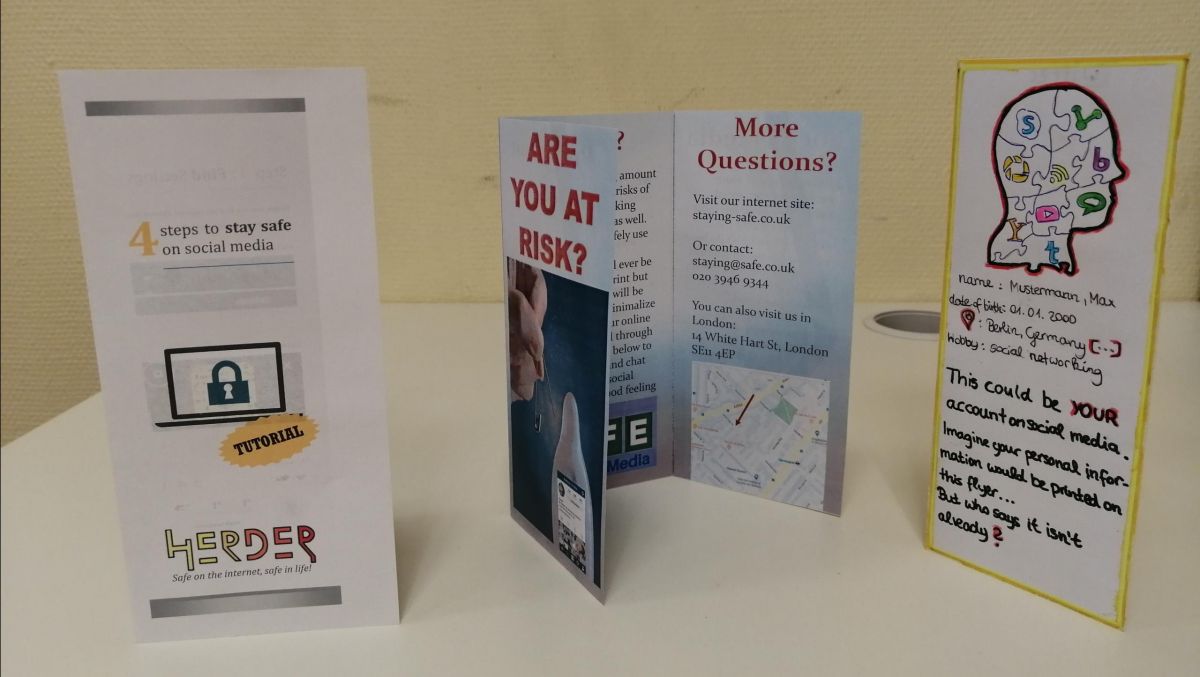 4 steps to stay safe
on social media
TUTORIAL
HERDER
Safe on the internet, safe in life!
ARE
YOU AT
RISK?
?
amount
risks of
king
as well.
fely use
l ever be
rint but
will be
inimalize
ur online
l through
below to
nd chat
social
od feeling
FE
Media
More
Questions?
Visit our internet site:
staying-safe.co.uk
Or contact:
staying@safe.co.uk
020 3946 9344
You can also visit us in
London:
14 White Hart St, London
SE11 4EP
S
b
Y
t
name: Mustermann, Max
date of birth: 01.01.2000
: Berlin, Germany [...]
hobby: social networking
This could be YOUR
account on social media.
Imagine your personal infor-
mation would be printed on
this flyer...
But who says it isn't
already?